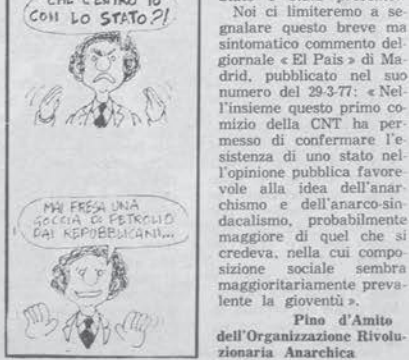 CHE C'ENTRO IO
CON LO STATO?!
MAI PRESA UNA
GOCCIA DI PETROLIO
DAI REPUBBLICANI...
Noi ci limiteremo a se-
gnalare questo breve ma
sintomatico commento del
giornale « El Pais » di Ma-
drid, pubblicato nel suo
numero del 29-3-77: « Nel-
l'insieme questo primo co-
mizio della CNT ha per-
messo di confermare l'e-
sistenza di uno stato nel-
l'opinione pubblica favore-
vole alla idea dell'anar-
chismo e dell'anarco-sin-
dacalismo, probabilmente
maggiore di quel che si
credeva, nella cui compo-
sizione sociale sembra
maggioritariamente preva-
lente la gioventù ».
Pino d'Amito
dell'Organizzazione Rivolu-
zionaria Anarchica